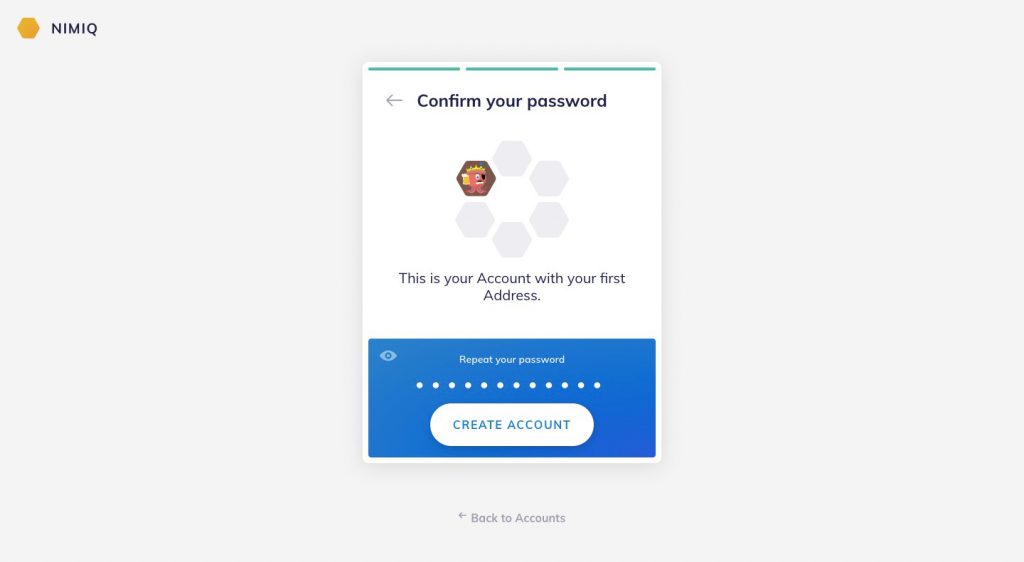 NIMIQ
Confirm your password
This is your Account with your first
Address.
Repeat your password
CREATE ACCOUNT
Back to Accounts